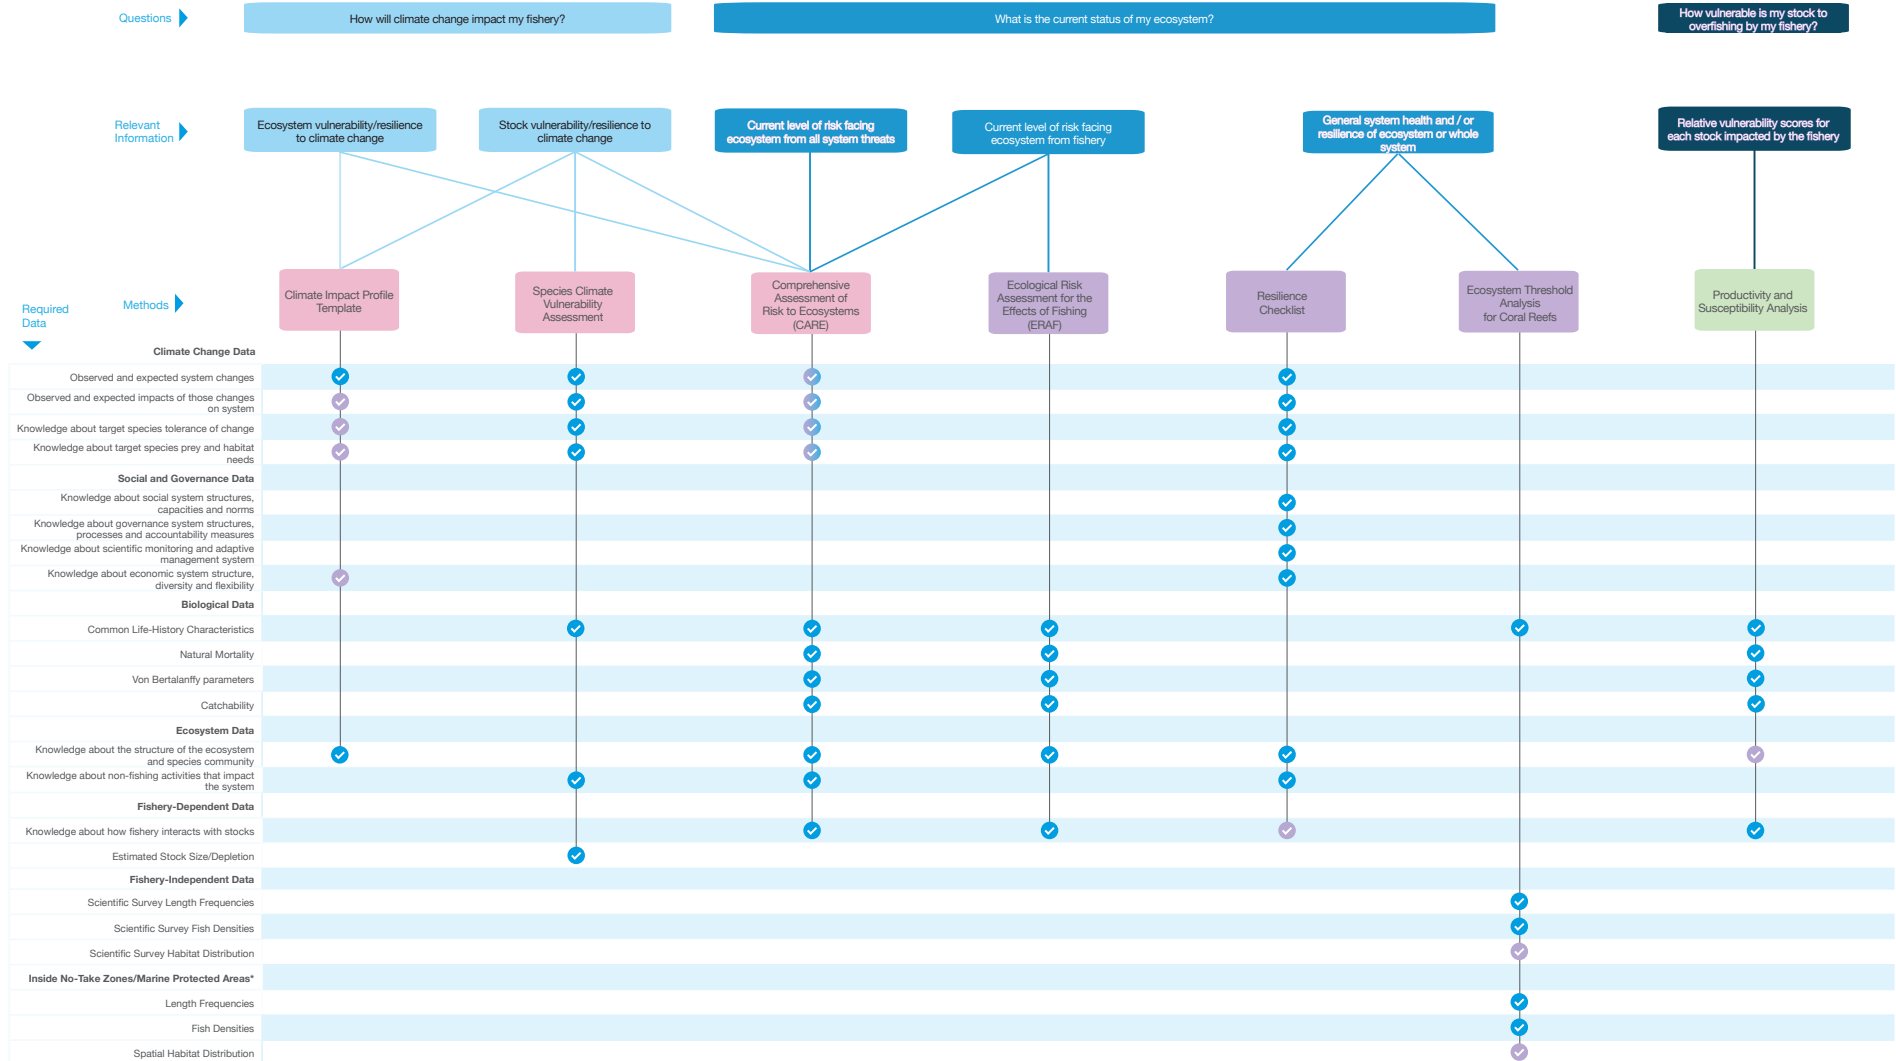 Questions
How will climate change impact my fishery?
What is the current status of my ecosystem?
How vulnerable is my stock to
overfishing by my fishery?
Relevant
Information
Ecosystem vulnerability/resilience
to climate change
Stock vulnerability/resilience to
climate change
Current level of risk facing
ecosystem from all system threats
Current level of risk facing
ecosystem from fishery
General system health and / or
resilience of ecosystem or whole
system
Relative vulnerability scores for
each stock impacted by the fishery
Required
Data
Methods
Climate Impact Profile
Template
Species Climate
Vulnerability
Assessment
Comprehensive
Assessment of
Risk to Ecosystems
(CARE)
Ecological Risk
Assessment for the
Effects of Fishing
(ERAF)
Resilience
Checklist
Ecosystem Threshold
Analysis
for Coral Reefs
Productivity and
Susceptibility Analysis
Climate Change Data
Observed and expected system changes
Observed and expected impacts of those changes
on system
Knowledge about target species tolerance of change
Knowledge about target species prey and habitat
needs
Social and Governance Data
Knowledge about social system structures,
capacities and norms
Knowledge about governance system structures,
processes and accountability measures
Knowledge about scientific monitoring and adaptive
management system
Knowledge about economic system structure,
diversity and flexibility
Biological Data
Common Life-History Characteristics
Natural Mortality
Von Bertalanffy parameters
Catchability
Ecosystem Data
Knowledge about the structure of the ecosystem
and species community
Knowledge about non-fishing activities that impact
the system
Fishery-Dependent Data
Knowledge about how fishery interacts with stocks
Estimated Stock Size/Depletion
Fishery-Independent Data
Scientific Survey Length Frequencies
Scientific Survey Fish Densities
Scientific Survey Habitat Distribution
Inside No-Take Zones/Marine Protected Areas*
Length Frequencies
Fish Densities
Spatial Habitat Distribution